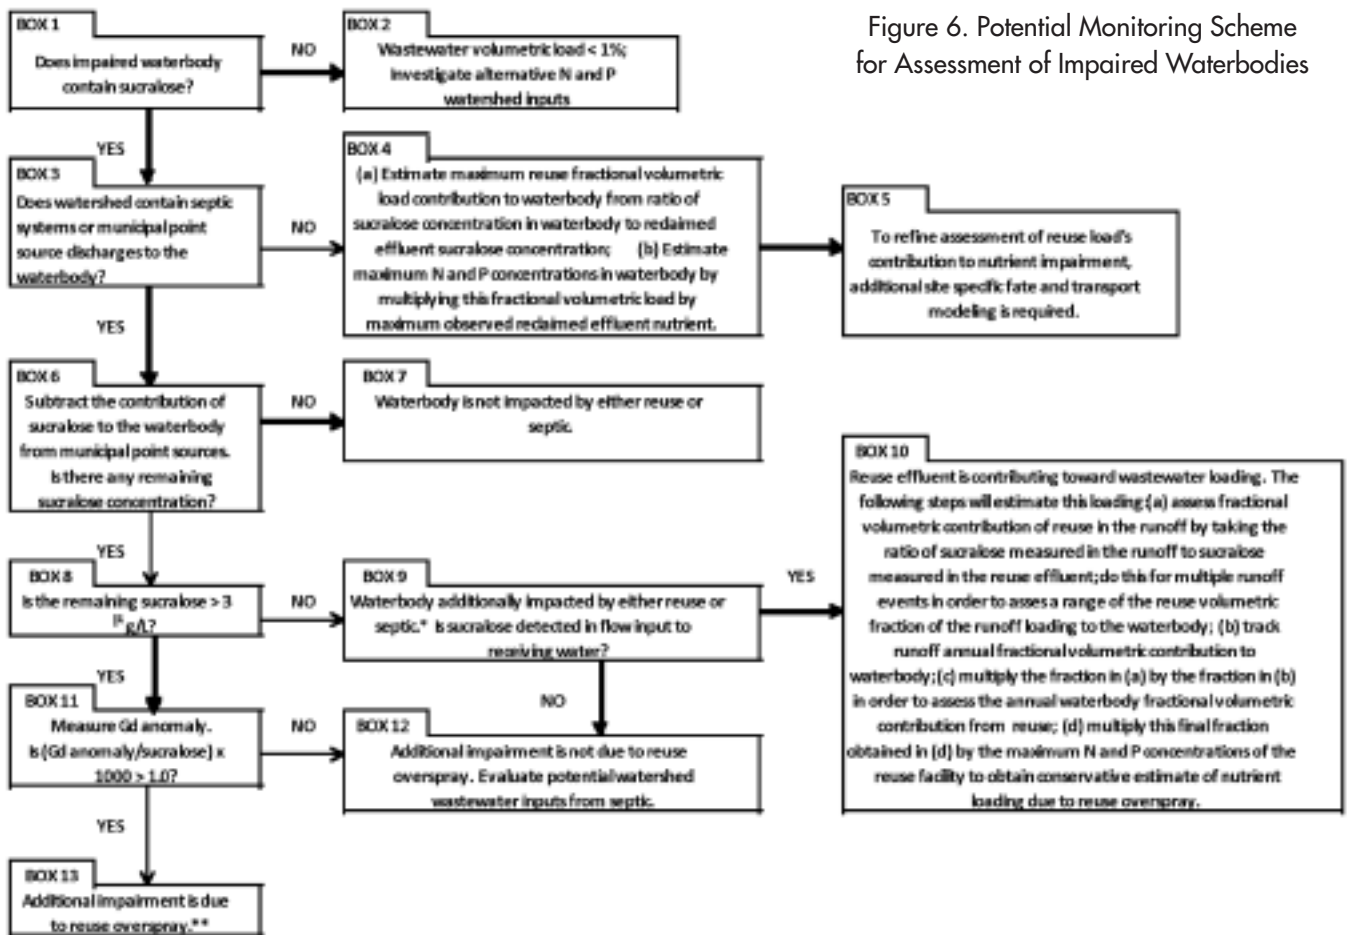 Figure 6. Potential Monitoring Scheme
for Assessment of Impaired Waterbodies
BOX 1
Does impaired waterbody
contain sucralose?
NO
BOX 2
Wastewater volumetric load < 1%;
Investigate alternative N and P
watershed inputs
YES
BOX 3
Does watershed contain septic
systems or municipal point
source discharges to the
waterbody?
NO
BOX 4
(a) Estimate maximum reuse fractional volumetric
load contribution to waterbody from ratio of
sucralose concentration in waterbody to reclaimed
effluent sucralose concentration; (b) Estimate
maximum N and P concentrations in waterbody by
multiplying this fractional volumetric load by
maximum observed reclaimed effluent nutrient.
BOX 5
To refine assessment of reuse load's
contribution to nutrient impairment,
additional site specific fate and transport
modeling is required.
YES
BOX 6
Subtract the contribution of
sucralose to the waterbody
from municipal point sources.
Is there any remaining
sucralose concentration?
NO
BOX 7
Waterbody is not impacted by either reuse or
septic.
YES
BOX 8
Is the remaining sucralose > 3
g/L?
NO
BOX 9
Waterbody additionally impacted by either reuse or
septic.* Is sucralose detected in flow input to
receiving water?
YES
BOX 10
Reuse effluent is contributing toward wastewater loading. The
following steps will estimate this loading:(a) assess fractional
volumetric contribution of reuse in the runoff by taking the
ratio of sucralose measured in the runoff to sucralose
measured in the reuse effluent;do this for multiple runoff
events in order to asses a range of the reuse volumetric
fraction of the runoff loading to the waterbody; (b) track
runoff annual fractional volumetric contribution to
waterbody;(c) multiply the fraction in (a) by the fraction in (b)
in order to assess the annual waterbody fractional volumetric
contribution from reuse; (d) multiply this final fraction
obtained in (d) by the maximum N and P concentrations of the
reuse facility to obtain conservative estimate of nutrient
loading due to reuse overspray.
YES
BOX 11
Measure Gd anomaly.
Is (Gd anomaly/sucralose) x
1000 > 1.0?
NO
NO
BOX 12
Additional impairment is not due to reuse
overspray. Evaluate potential watershed
wastewater inputs from septic.
YES
BOX 13
Additional impairment is due
to reuse overspray.**